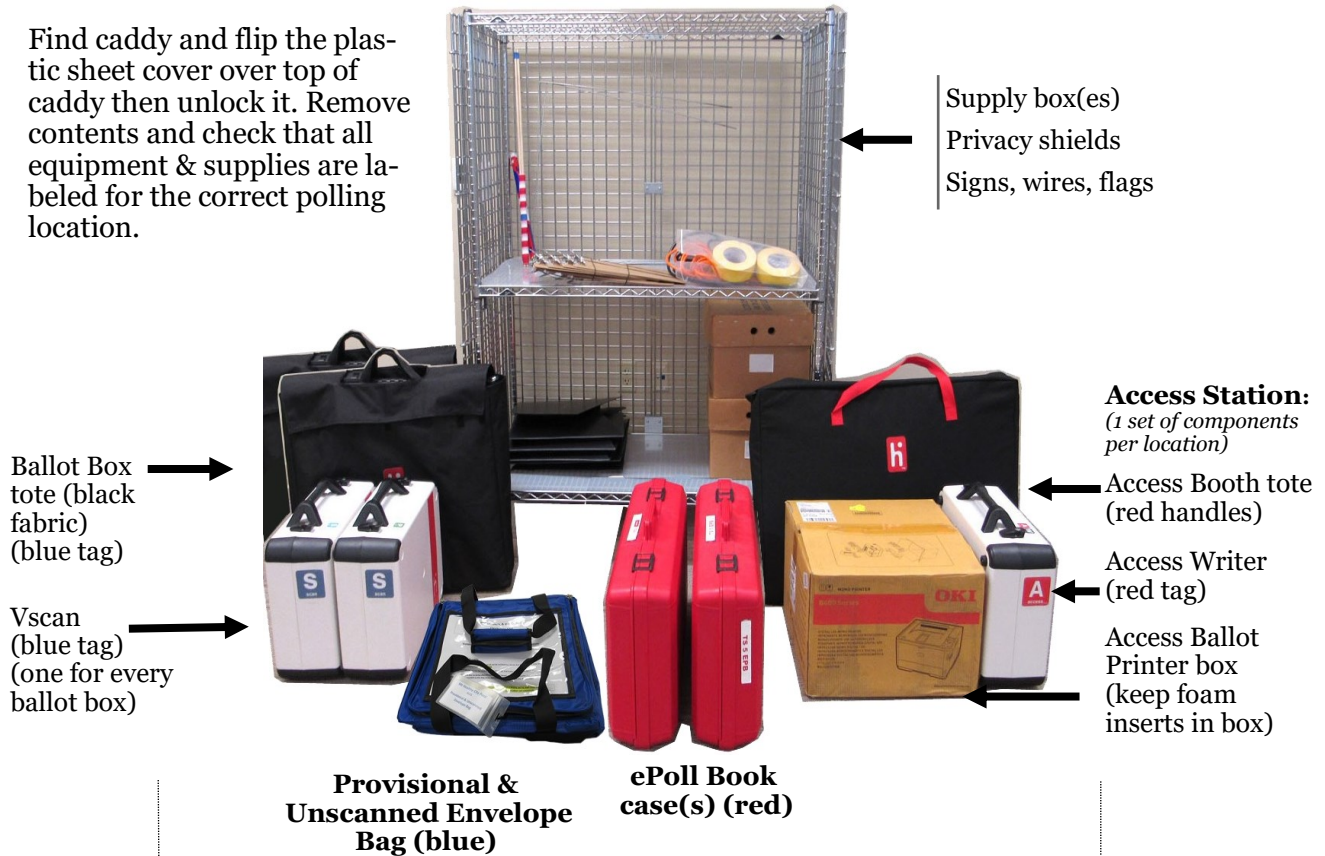 Find caddy and flip the plas-
tic sheet cover over top of
caddy then unlock it. Remove
contents and check that all
equipment & supplies are la-
beled for the correct polling
location.
Supply box(es)
Privacy shields
Signs, wires, flags
Access Station:
(1 set of components
per location)
Access Booth tote
(red handles)
Access Writer
(red tag)
Access Ballot
Printer box
(keep foam
inserts in box)
Ballot Box
tote (black
fabric)
(blue tag)
Vscan
(blue tag)
(one for every
ballot box)
Provisional &
Unscanned Envelope
Bag (blue)
ePoll Book
case(s) (red)
hi
S
S
A
OKI
TS 5 EPB